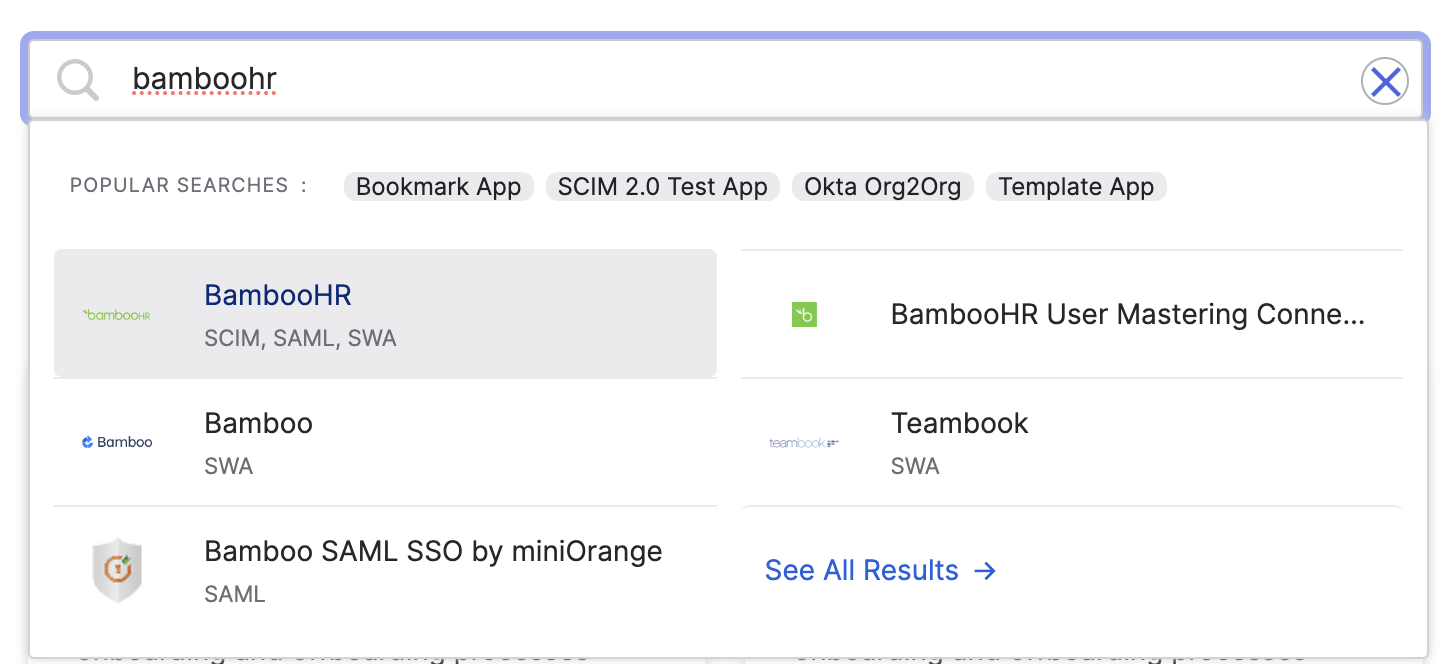 bamboohr
POPULAR SEARCHES :
Bookmark App
SCIM 2.0 Test App
Okta Org2Org
Template App
bambooHR
BambooHR
SCIM, SAML, SWA
BambooHR User Mastering Conne...
Bamboo
Bamboo
SWA
teambook
Teambook
SWA
Bamboo SAML SSO by miniOrange
SAML
See All Results →